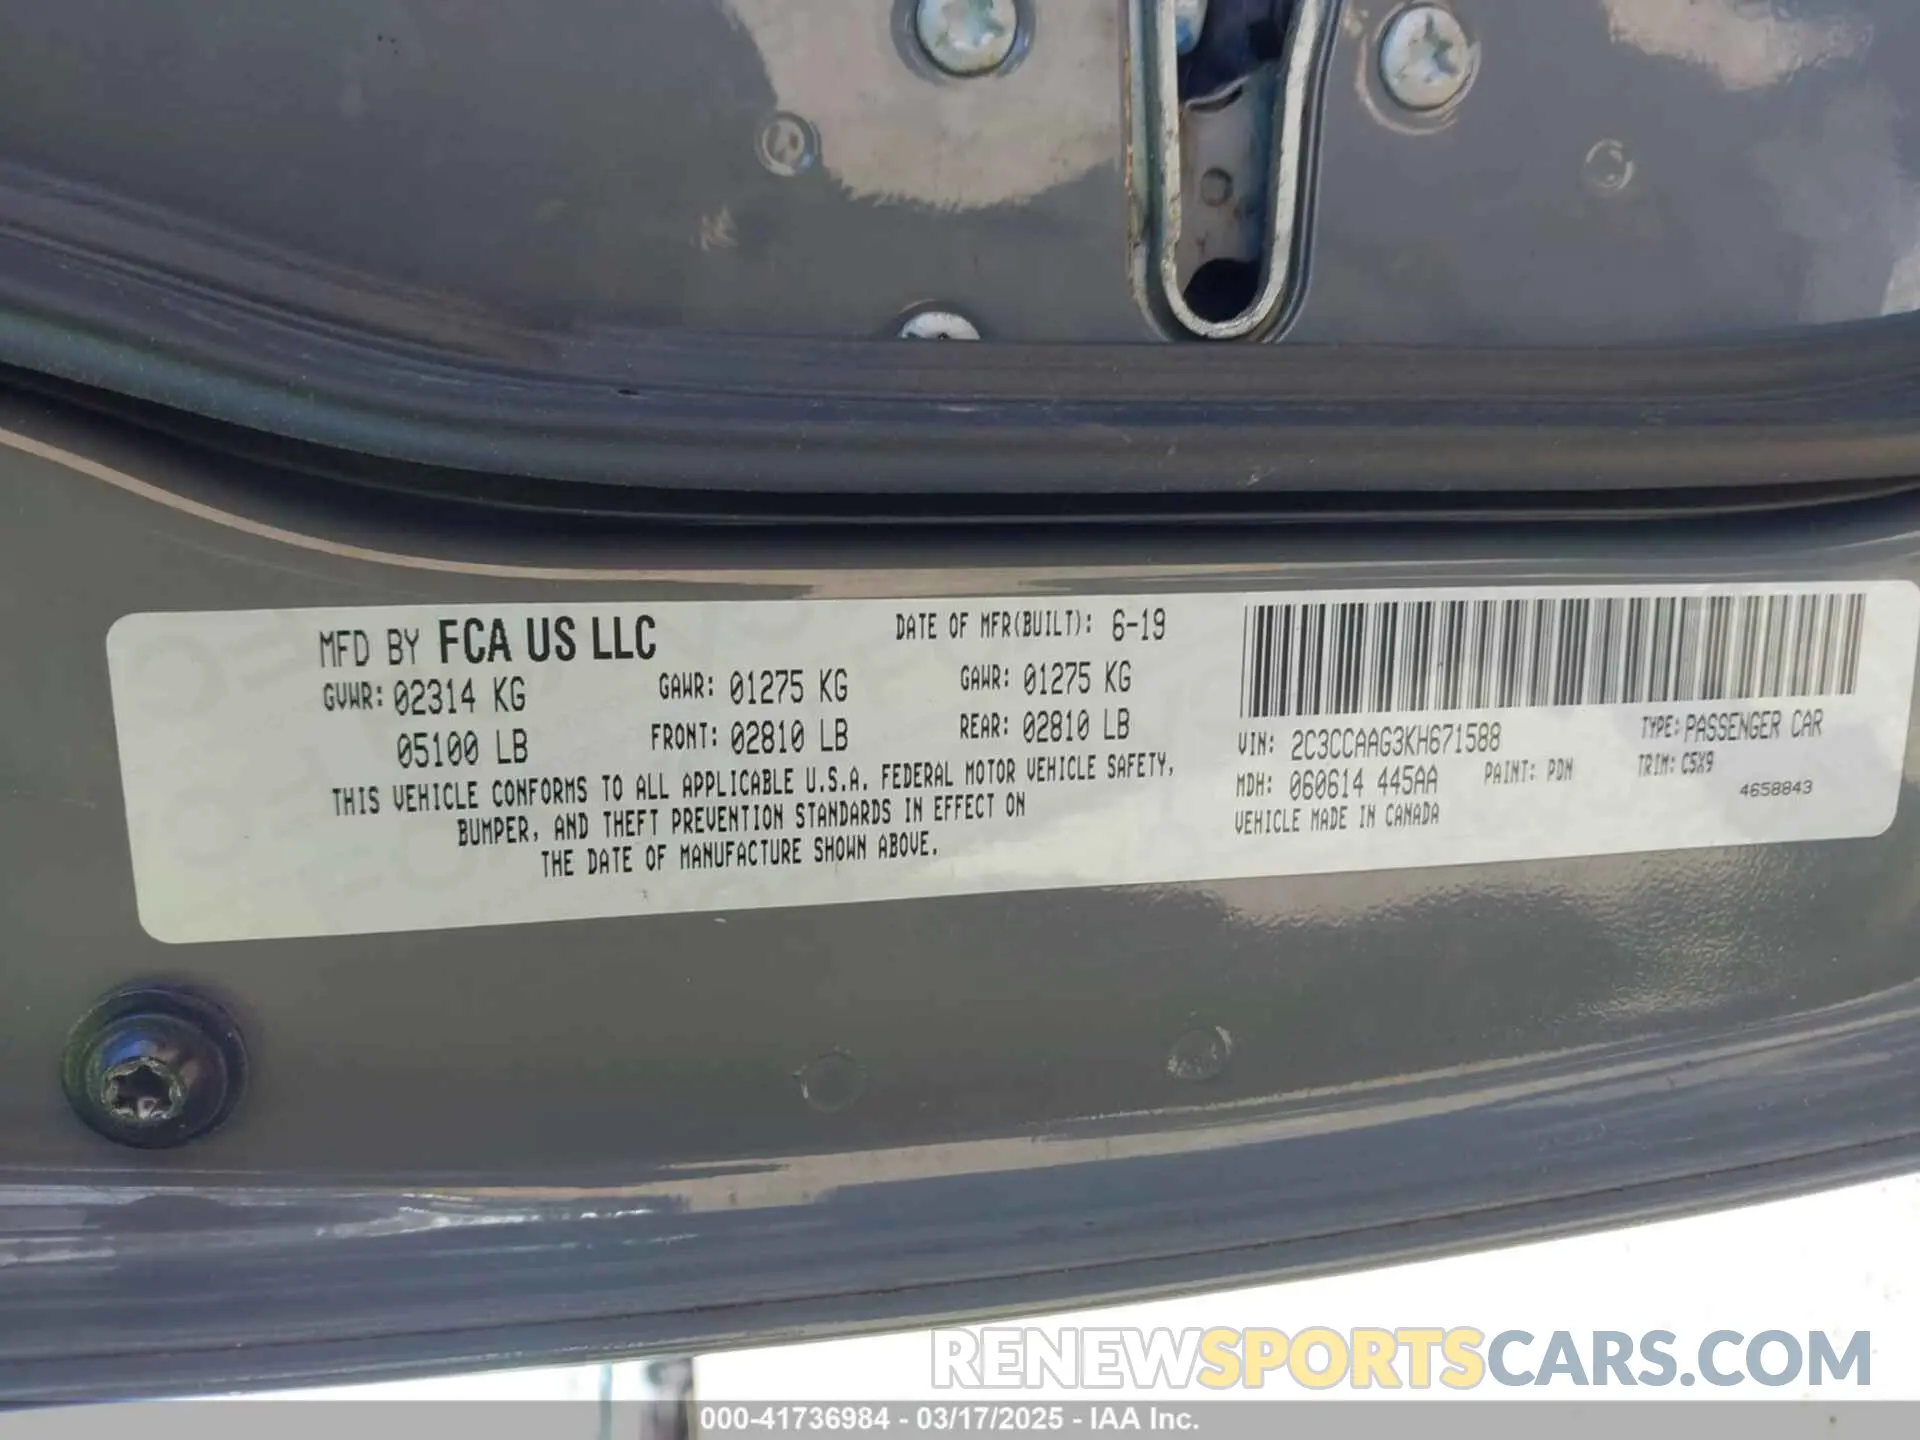 MFD BY FCA US LLC
DATE OF MFR(BUILT): 6-19
GVWR: 02314 KG
GAWR: 01275 KG
GAWR: 01275 KG
05100 LB
FRONT: 02810 LB
REAR: 02810 LB
THIS VEHICLE CONFORMS TO ALL APPLICABLE U.S.A. FEDERAL MOTOR VEHICLE SAFETY,
BUMPER, AND THEFT PREVENTION STANDARDS IN EFFECT ON
THE DATE OF MANUFACTURE SHOWN ABOVE.
VIN: 2C3CCAAG3KH671588
TYPE: PASSENGER CAR
MDH: 060614 445AA
PAINT: PDN
TRIM: C5X9
VEHICLE MADE IN CANADA
4658843
RENEWSPORTSCARS.COM
000-41736984 - 03/17/2025 - IAA Inc.